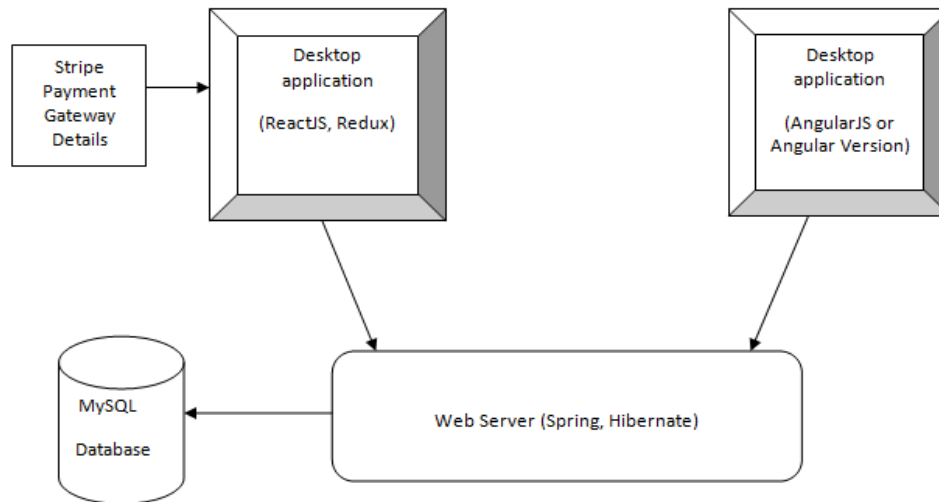 Stripe
Payment
Gateway
Details
Desktop
application
(ReactJS, Redux)
Desktop
application
(AngularJS or
Angular Version)
MySQL
Database
Web Server (Spring, Hibernate)